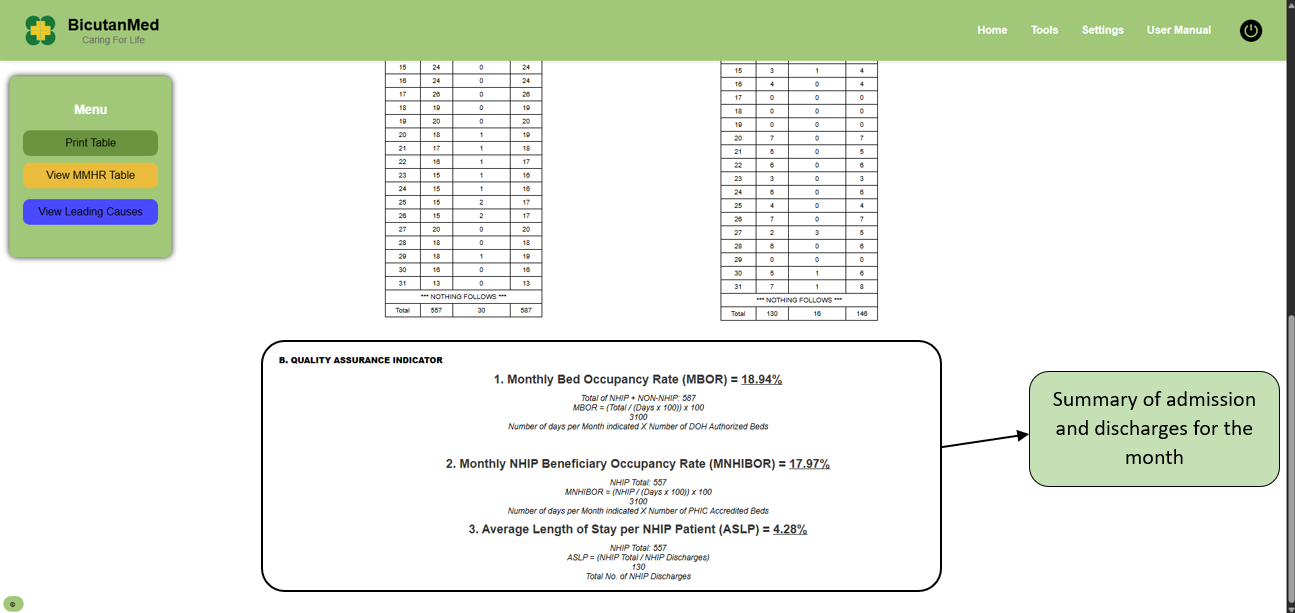 BicutanMed
Caring For Life
Home Tools Settings User Manual
Menu
Print Table
View MMHR Table
View Leading Causes
15 24 0 24
16 24 0 24
17 26 0 26
18 19 0 19
19 20 0 20
20 18 1 19
21 17 1 18
22 16 1 17
23 15 1 16
24 15 1 16
25 15 2 17
26 15 2 17
27 20 0 20
28 18 0 18
29 18 1 19
30 16 0 16
31 13 0 13
*** NOTHING FOLLOWS ***
Total 557 30 587
15 3 1 4
16 4 0 4
17 0 0 0
18 0 0 0
19 0 0 0
20 7 0 7
21 5 0 5
22 6 0 6
23 3 0 3
24 6 0 6
25 4 0 4
26 7 0 7
27 2 3 5
28 6 0 6
29 0 0 0
30 5 1 6
31 7 1 8
*** NOTHING FOLLOWS ***
Total 130 16 146
B. QUALITY ASSURANCE INDICATOR
1. Monthly Bed Occupancy Rate (MBOR) = 18.94%
Total of NHIP + NON-NHIP: 587
MBOR = (Total / (Days x 100)) x 100
3100
Number of days per Month indicated X Number of DOH Authorized Beds
2. Monthly NHIP Beneficiary Occupancy Rate (MNHIBOR) = 17.97%
NHIP Total: 557
MNHIBOR = (NHIP / (Days x 100)) x 100
3100
Number of days per Month indicated X Number of PHIC Accredited Beds
3. Average Length of Stay per NHIP Patient (ASLP) = 4.28%
NHIP Total: 557
ASLP = (NHIP Total / NHIP Discharges)
130
Total No. of NHIP Discharges
Summary of admission
and discharges for the
month